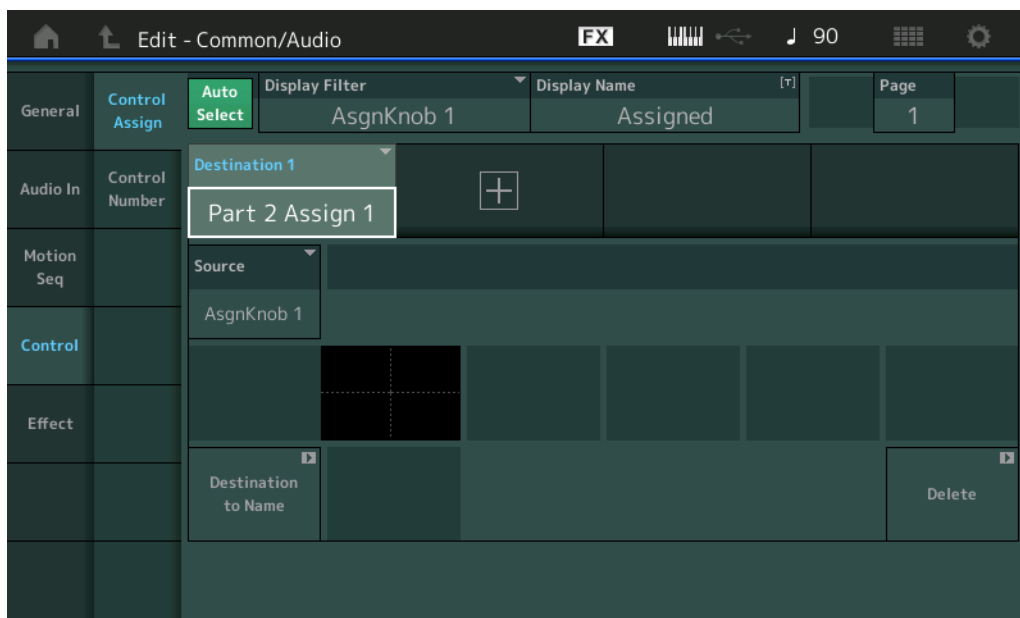 Edit - Common/Audio
FX
♩ 90
General
Control
Assign
Auto
Select
Display Filter
AsgnKnob 1
Display Name
[T]
Assigned
Page
1
Audio In
Control
Number
Destination 1
Part 2 Assign 1
Motion
Seq
Source
AsgnKnob 1
Control
Effect
Destination
to Name
Delete